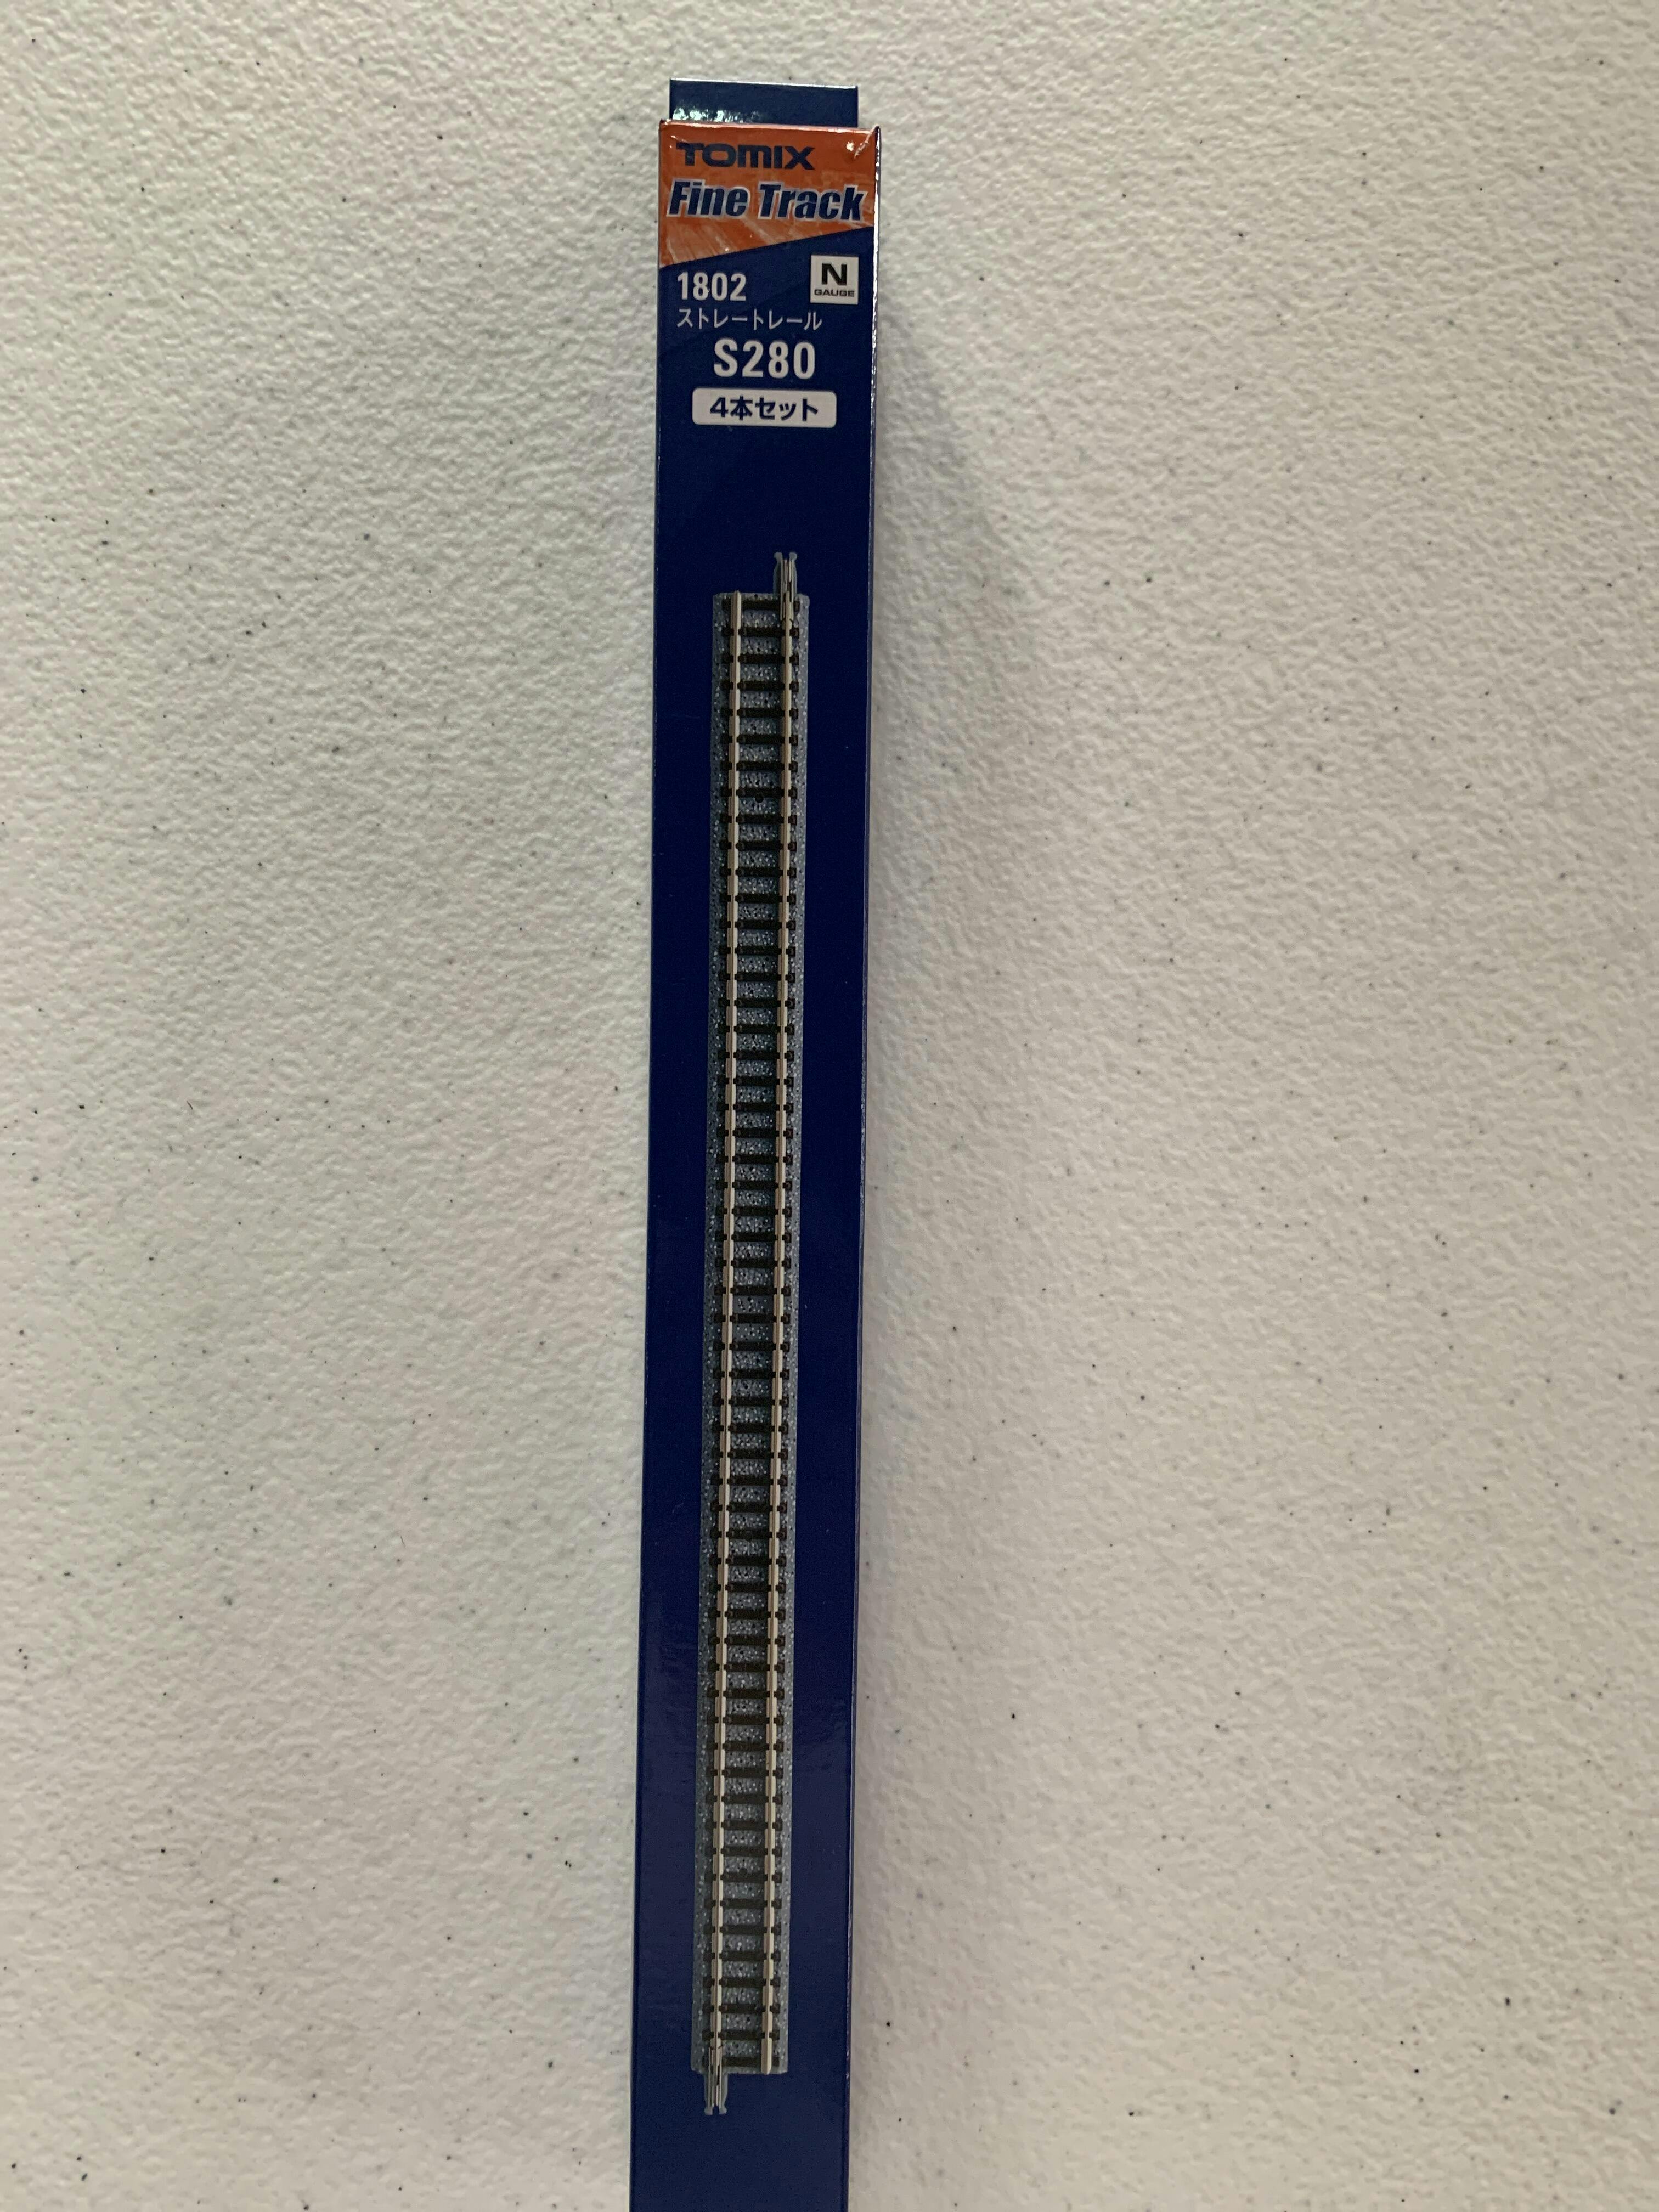 TOMIX
Fine Track
1802
N
GAUGE
ストレートレール
S280
4本セット